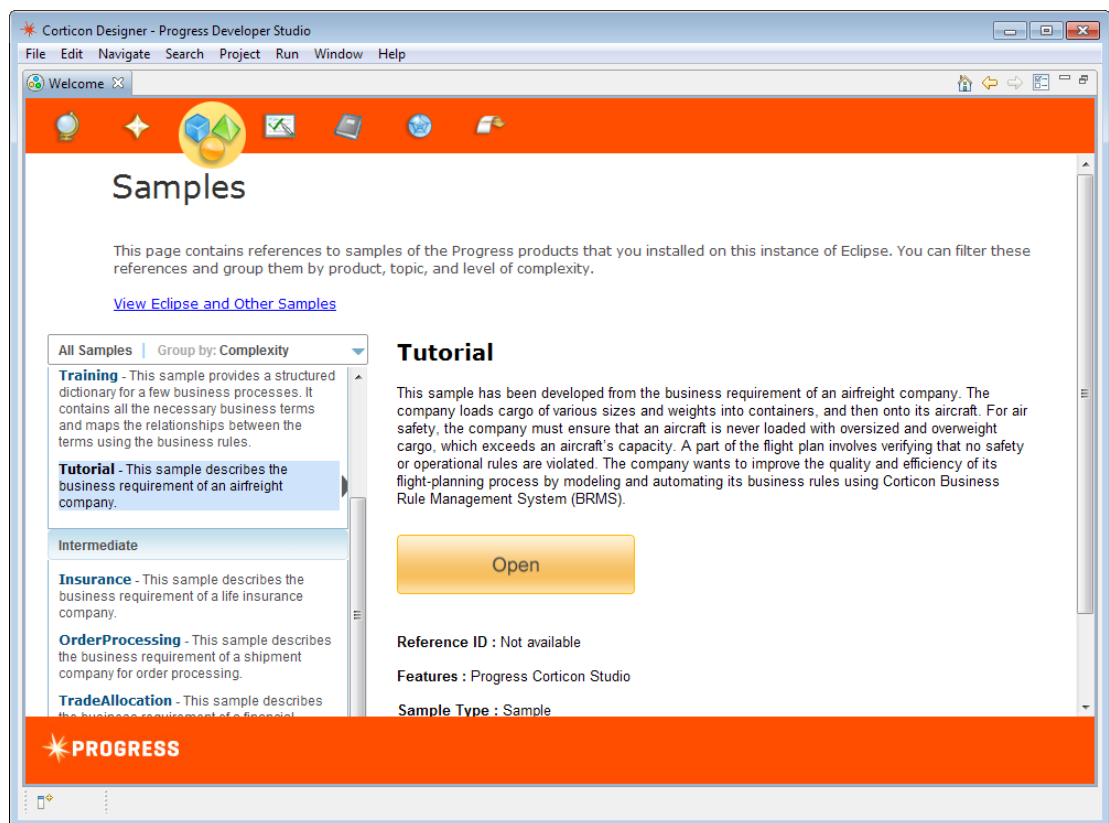 Corticon Designer - Progress Developer Studio
File Edit Navigate Search Project Run Window Help
Welcome
Samples
This page contains references to samples of the Progress products that you installed on this instance of Eclipse. You can filter these
references and group them by product, topic, and level of complexity.
View Eclipse and Other Samples
All Samples Group by: Complexity
Training - This sample provides a structured
dictionary for a few business processes. It
contains all the necessary business terms
and maps the relationships between the
terms using the business rules.
Tutorial - This sample describes the
business requirement of an airfreight
company.
Intermediate
Insurance - This sample describes the
business requirement of a life insurance
company.
OrderProcessing - This sample describes
the business requirement of a shipment
company for order processing.
TradeAllocation - This sample describes
the business requirement of a financial
Tutorial
This sample has been developed from the business requirement of an airfreight company. The
company loads cargo of various sizes and weights into containers, and then onto its aircraft. For air
safety, the company must ensure that an aircraft is never loaded with oversized and overweight
cargo, which exceeds an aircraft's capacity. A part of the flight plan involves verifying that no safety
or operational rules are violated. The company wants to improve the quality and efficiency of its
flight-planning process by modeling and automating its business rules using Corticon Business
Rule Management System (BRMS).
Open
Reference ID : Not available
Features : Progress Corticon Studio
Sample Type : Sample
PROGRESS